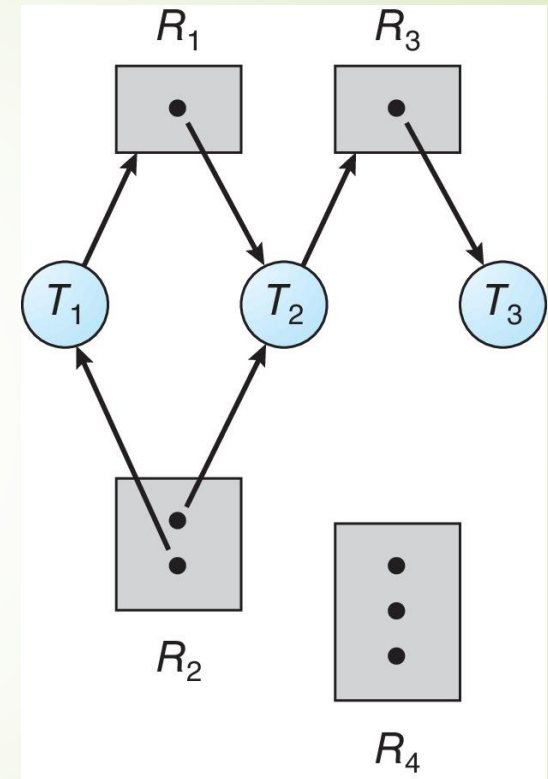 R₁ R₃
T₁ T₂ T₃
R₂
R₄